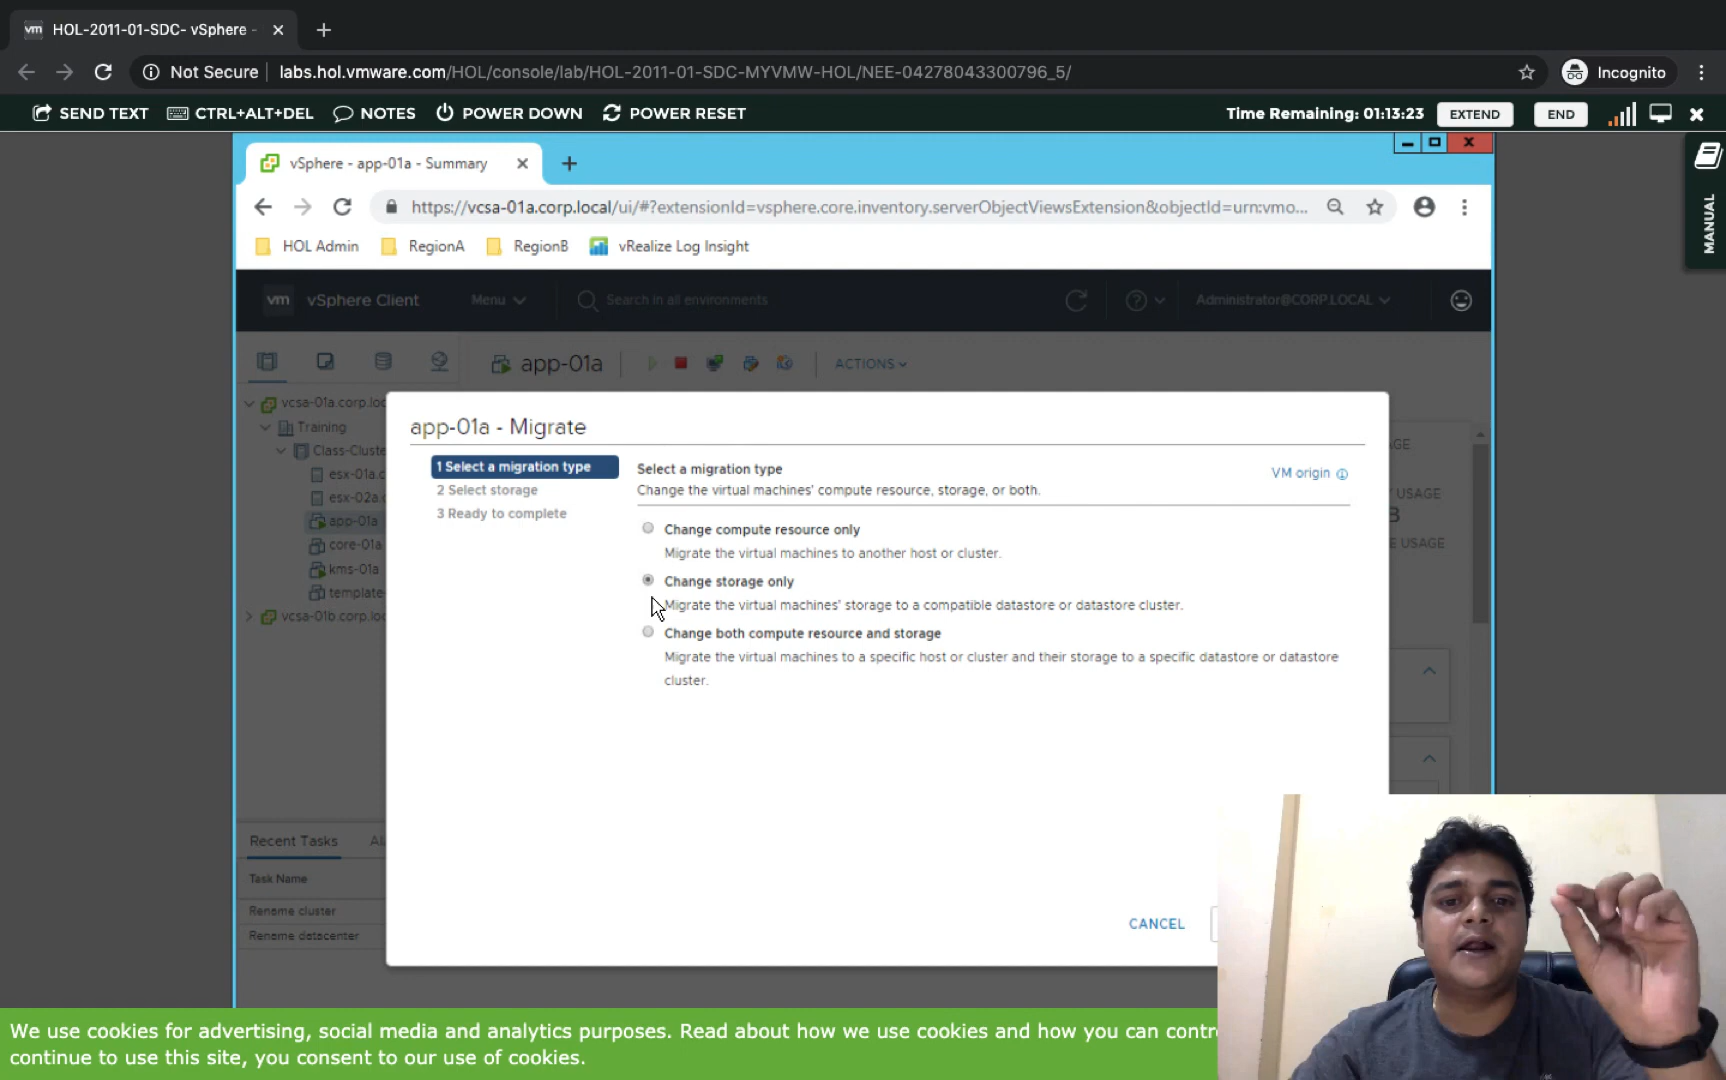 vm HOL-2011-01-SDC- vSphere -
Not Secure labs.hol.vmware.com/HOL/console/lab/HOL-2011-01-SDC-MYVMW-HOL/NEE-04278043300796_5/ Incognito
SEND TEXT CTRL+ALT+DEL NOTES POWER DOWN POWER RESET Time Remaining: 01:13:23 EXTEND END
MANUAL
vSphere - app-01a - Summary
https://vcsa-01a.corp.local/ui/#?extensionId=vsphere.core.inventory.serverObjectViewsExtension&objectId=urn:vmo...
HOL Admin RegionA RegionB vRealize Log Insight
vm vSphere Client Menu Search in all environments Administrator@CORP.LOCAL
app-01a ACTIONS
vcsa-01a.corp.loc
Training
Class-Cluste
esx-01a.c
esx-02a.c
app-01a
core-01a
kms-01a
template
vcsa-01b.corp.lo
app-01a - Migrate
1 Select a migration type
2 Select storage
3 Ready to complete
Select a migration type
VM origin
Change the virtual machines' compute resource, storage, or both.
Change compute resource only
Migrate the virtual machines to another host or cluster.
Change storage only
Migrate the virtual machines' storage to a compatible datastore or datastore cluster.
Change both compute resource and storage
Migrate the virtual machines to a specific host or cluster and their storage to a specific datastore or datastore
cluster.
CANCEL
USAGE
B
USAGE
Recent Tasks Al
Task Name
Rename cluster
Rename datacenter
We use cookies for advertising, social media and analytics purposes. Read about how we use cookies and how you can contro
continue to use this site, you consent to our use of cookies.